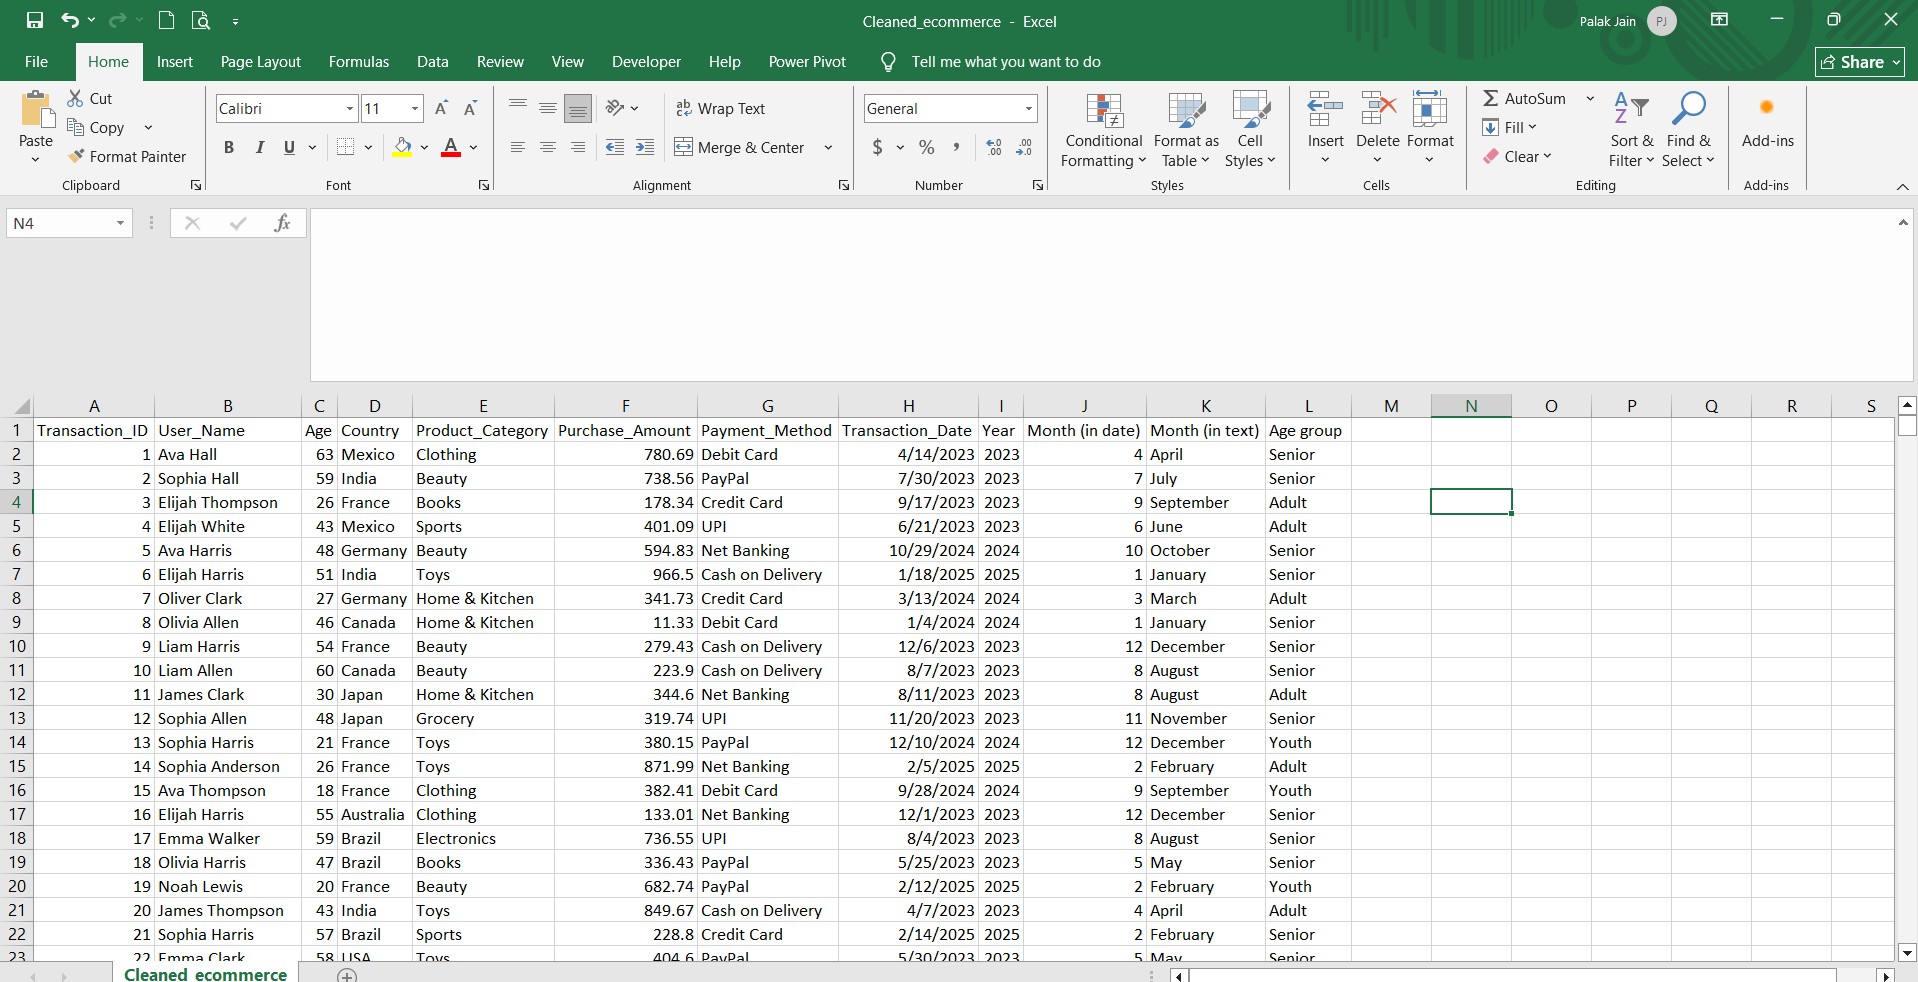 Cleaned_ecommerce - Excel
Palak Jain PJ
File Home Insert Page Layout Formulas Data Review View Developer Help Power Pivot Tell me what you want to do Share
Paste
Cut
Copy
Format Painter
Clipboard
Calibri 11 A A
B I U A
Font
ab Wrap Text
Merge & Center
Alignment
General
$ % ,
Number
Conditional Formatting
Format as Table
Cell Styles
Styles
Insert Delete Format
Cells
AutoSum
Fill
Clear
Sort & Filter
Find & Select
Editing
Add-ins
Add-ins
N4 fx
A B C D E F G H I J K L M N O P Q R S
1 Transaction_ID User_Name Age Country Product_Category Purchase_Amount Payment_Method Transaction_Date Year Month (in date) Month (in text) Age group
2 1 Ava Hall 63 Mexico Clothing 780.69 Debit Card 4/14/2023 2023 4 April Senior
3 2 Sophia Hall 59 India Beauty 738.56 PayPal 7/30/2023 2023 7 July Senior
4 3 Elijah Thompson 26 France Books 178.34 Credit Card 9/17/2023 2023 9 September Adult
5 4 Elijah White 43 Mexico Sports 401.09 UPI 6/21/2023 2023 6 June Adult
6 5 Ava Harris 48 Germany Beauty 594.83 Net Banking 10/29/2024 2024 10 October Senior
7 6 Elijah Harris 51 India Toys 966.5 Cash on Delivery 1/18/2025 2025 1 January Senior
8 7 Oliver Clark 27 Germany Home & Kitchen 341.73 Credit Card 3/13/2024 2024 3 March Adult
9 8 Olivia Allen 46 Canada Home & Kitchen 11.33 Debit Card 1/4/2024 2024 1 January Senior
10 9 Liam Harris 54 France Beauty 279.43 Cash on Delivery 12/6/2023 2023 12 December Senior
11 10 Liam Allen 60 Canada Beauty 223.9 Cash on Delivery 8/7/2023 2023 8 August Senior
12 11 James Clark 30 Japan Home & Kitchen 344.6 Net Banking 8/11/2023 2023 8 August Adult
13 12 Sophia Allen 48 Japan Grocery 319.74 UPI 11/20/2023 2023 11 November Senior
14 13 Sophia Harris 21 France Toys 380.15 PayPal 12/10/2024 2024 12 December Youth
15 14 Sophia Anderson 26 France Toys 871.99 Net Banking 2/5/2025 2025 2 February Adult
16 15 Ava Thompson 18 France Clothing 382.41 Debit Card 9/28/2024 2024 9 September Youth
17 16 Elijah Harris 55 Australia Clothing 133.01 Net Banking 12/1/2023 2023 12 December Senior
18 17 Emma Walker 59 Brazil Electronics 736.55 UPI 8/4/2023 2023 8 August Senior
19 18 Olivia Harris 47 Brazil Books 336.43 PayPal 5/25/2023 2023 5 May Senior
20 19 Noah Lewis 20 France Beauty 682.74 PayPal 2/12/2025 2025 2 February Youth
21 20 James Thompson 43 India Toys 849.67 Cash on Delivery 4/7/2023 2023 4 April Adult
22 21 Sophia Harris 57 Brazil Sports 228.8 Credit Card 2/14/2025 2025 2 February Senior
23 22 Emma Clark 58 USA Toys 404.6 PayPal 5/30/2023 2023 5 May Senior
Cleaned_ecommerce